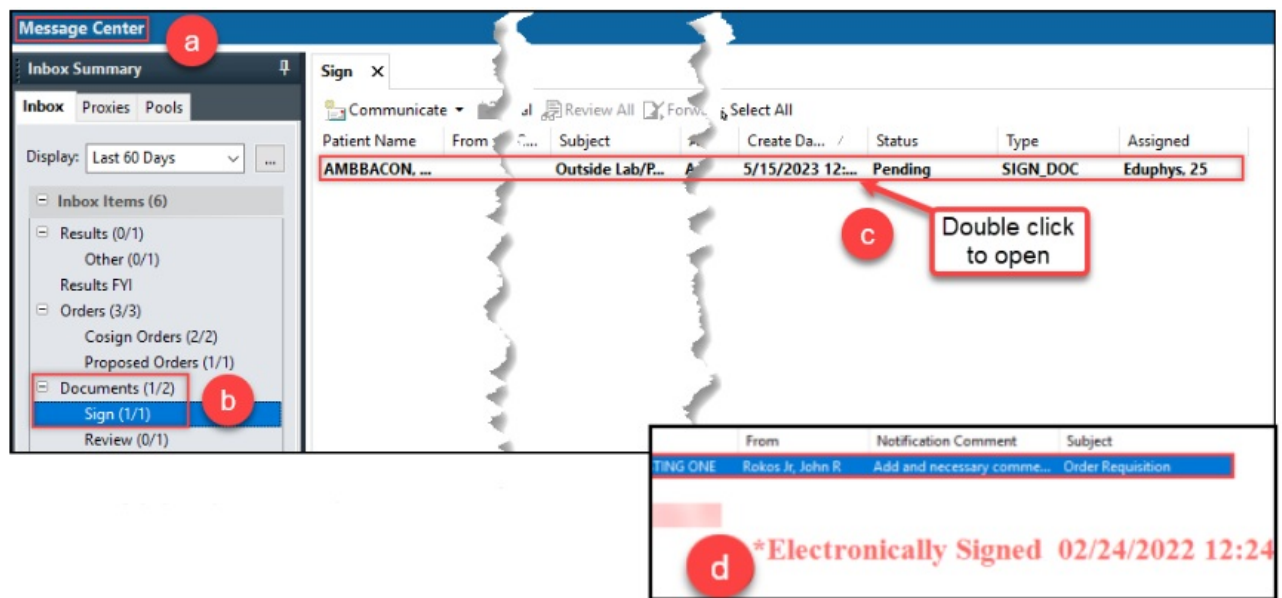 Message Center
a
Inbox Summary
Inbox Proxies Pools
Display: Last 60 Days ...
Inbox Items (6)
Results (0/1)
Other (0/1)
Results FYI
Orders (3/3)
Cosign Orders (2/2)
Proposed Orders (1/1)
Documents (1/2)
Sign (1/1)
Review (0/1)
b
Sign X
Communicate Review All Select All
Patient Name From Subject Create Da... Status Type Assigned
AMBBACON, ... Outside Lab/P... 5/15/2023 12:... Pending SIGN_DOC Eduphys, 25
c
Double click
to open
From Notification Comment Subject
TING ONE Rokos Jr, John R Add and necessary comme... Order Requisition
d
*Electronically Signed 02/24/2022 12:24